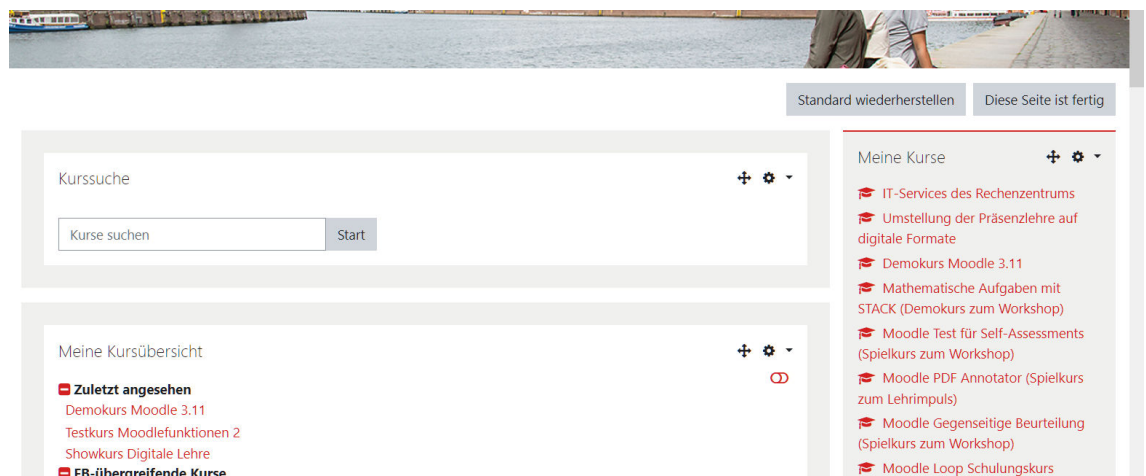 Standard wiederherstellen
Diese Seite ist fertig
Kurssuche
Kurse suchen
Start
Meine Kursübersicht
Zuletzt angesehen
Demokurs Moodle 3.11
Testkurs Moodlefunktionen 2
Showkurs Digitale Lehre
FB-übergreifende Kurse
Meine Kurse
IT-Services des Rechenzentrums
Umstellung der Präsenzlehre auf
digitale Formate
Demokurs Moodle 3.11
Mathematische Aufgaben mit
STACK (Demokurs zum Workshop)
Moodle Test für Self-Assessments
(Spielkurs zum Workshop)
Moodle PDF Annotator (Spielkurs
zum Lehrimpuls)
Moodle Gegenseitige Beurteilung
(Spielkurs zum Workshop)
Moodle Loop Schulungskurs